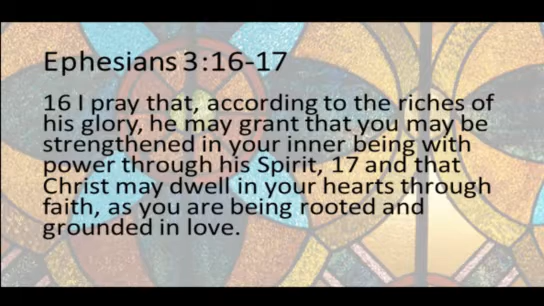 Ephesians 3:16-17
16 I pray that, according to the riches of
his glory, he may grant that you may be
strengthened in your inner being with
power through his Spirit, 17 and that
Christ may dwell in your hearts through
faith, as you are being rooted and
grounded in love.